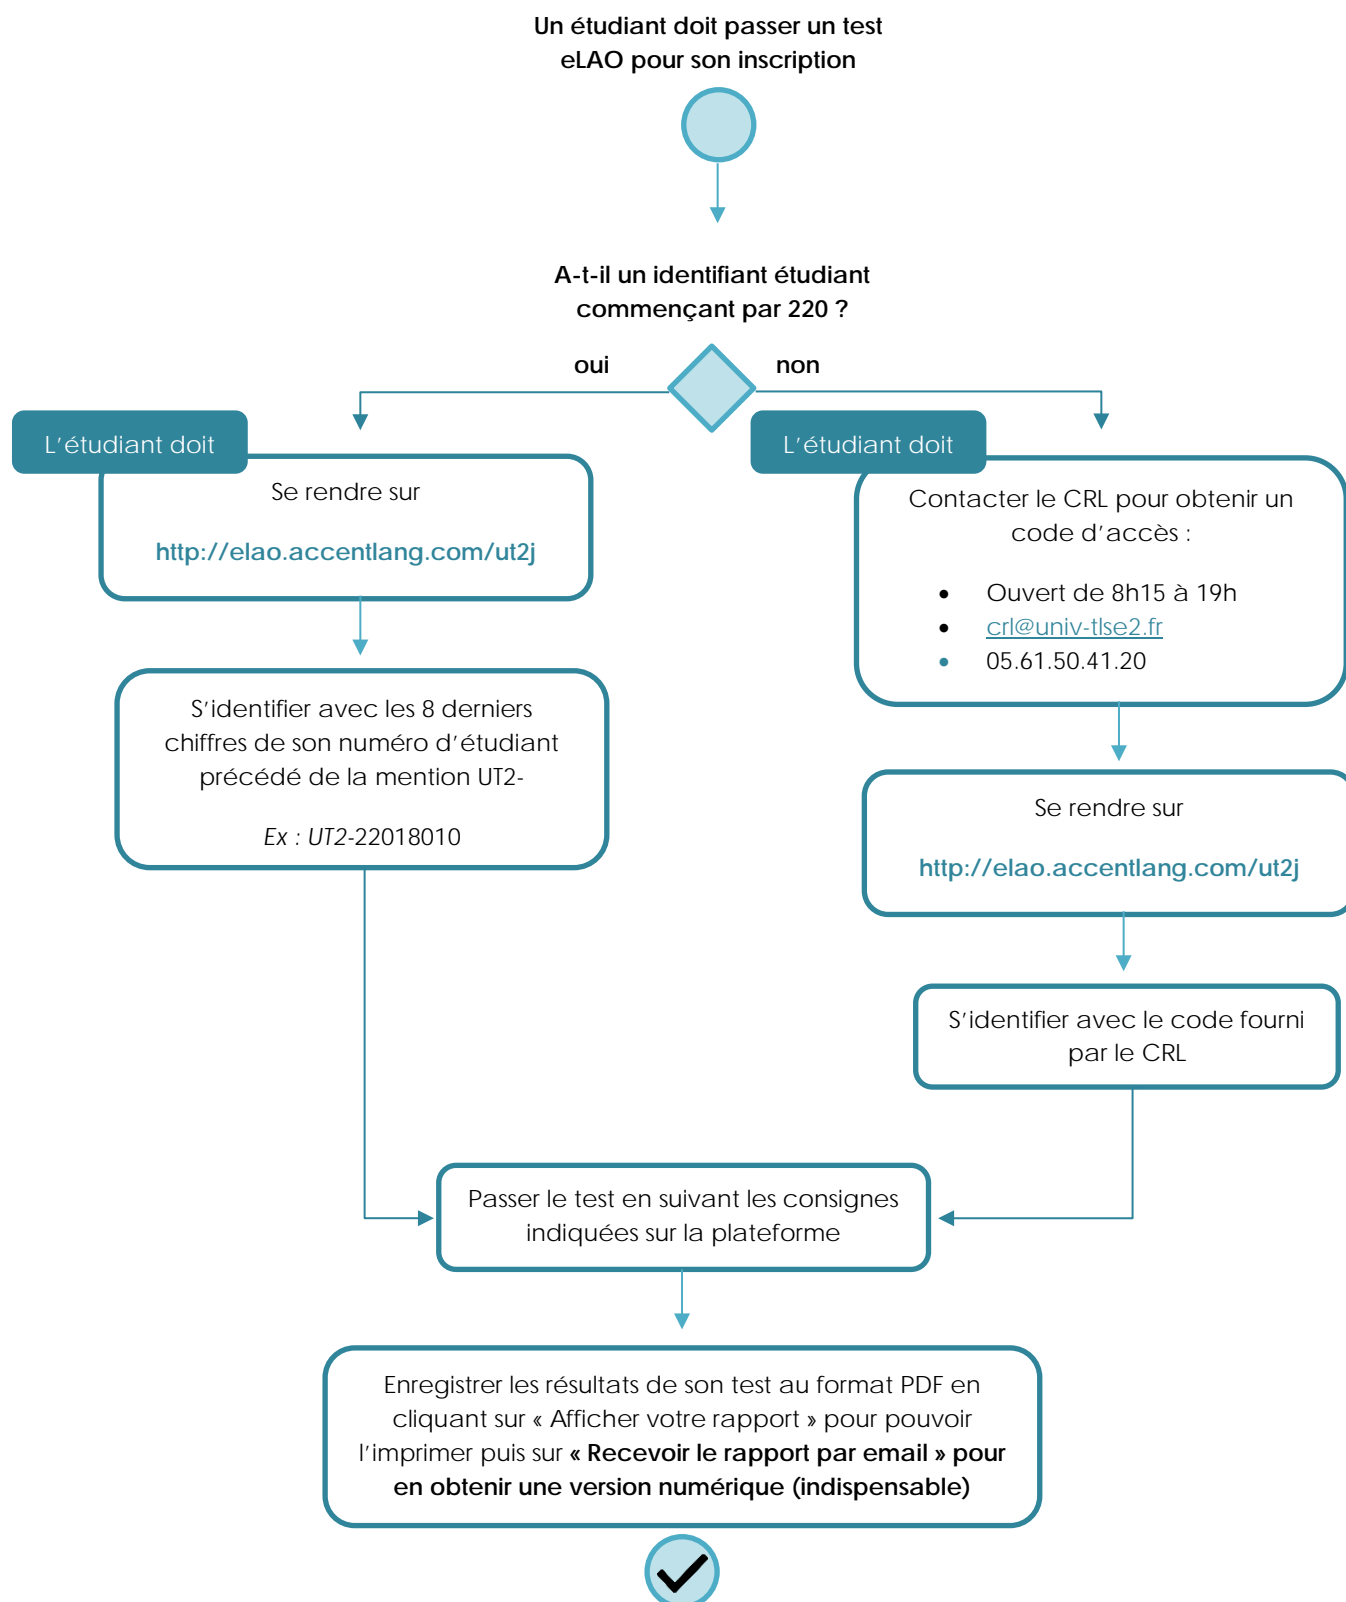 Un étudiant doit passer un test
eLAO pour son inscription
A-t-il un identifiant étudiant
commençant par 220 ?
oui
non
L'étudiant doit
Se rendre sur
http://elao.accentlang.com/ut2j
S'identifier avec les 8 derniers
chiffres de son numéro d'étudiant
précédé de la mention UT2-
Ex : UT2-22018010
L'étudiant doit
Contacter le CRL pour obtenir un
code d'accès :
• Ouvert de 8h15 à 19h
• crl@univ-tlse2.fr
• 05.61.50.41.20
Se rendre sur
http://elao.accentlang.com/ut2j
S'identifier avec le code fourni
par le CRL
Passer le test en suivant les consignes
indiquées sur la plateforme
Enregistrer les résultats de son test au format PDF en
cliquant sur « Afficher votre rapport » pour pouvoir
l'imprimer puis sur « Recevoir le rapport par email » pour
en obtenir une version numérique (indispensable)